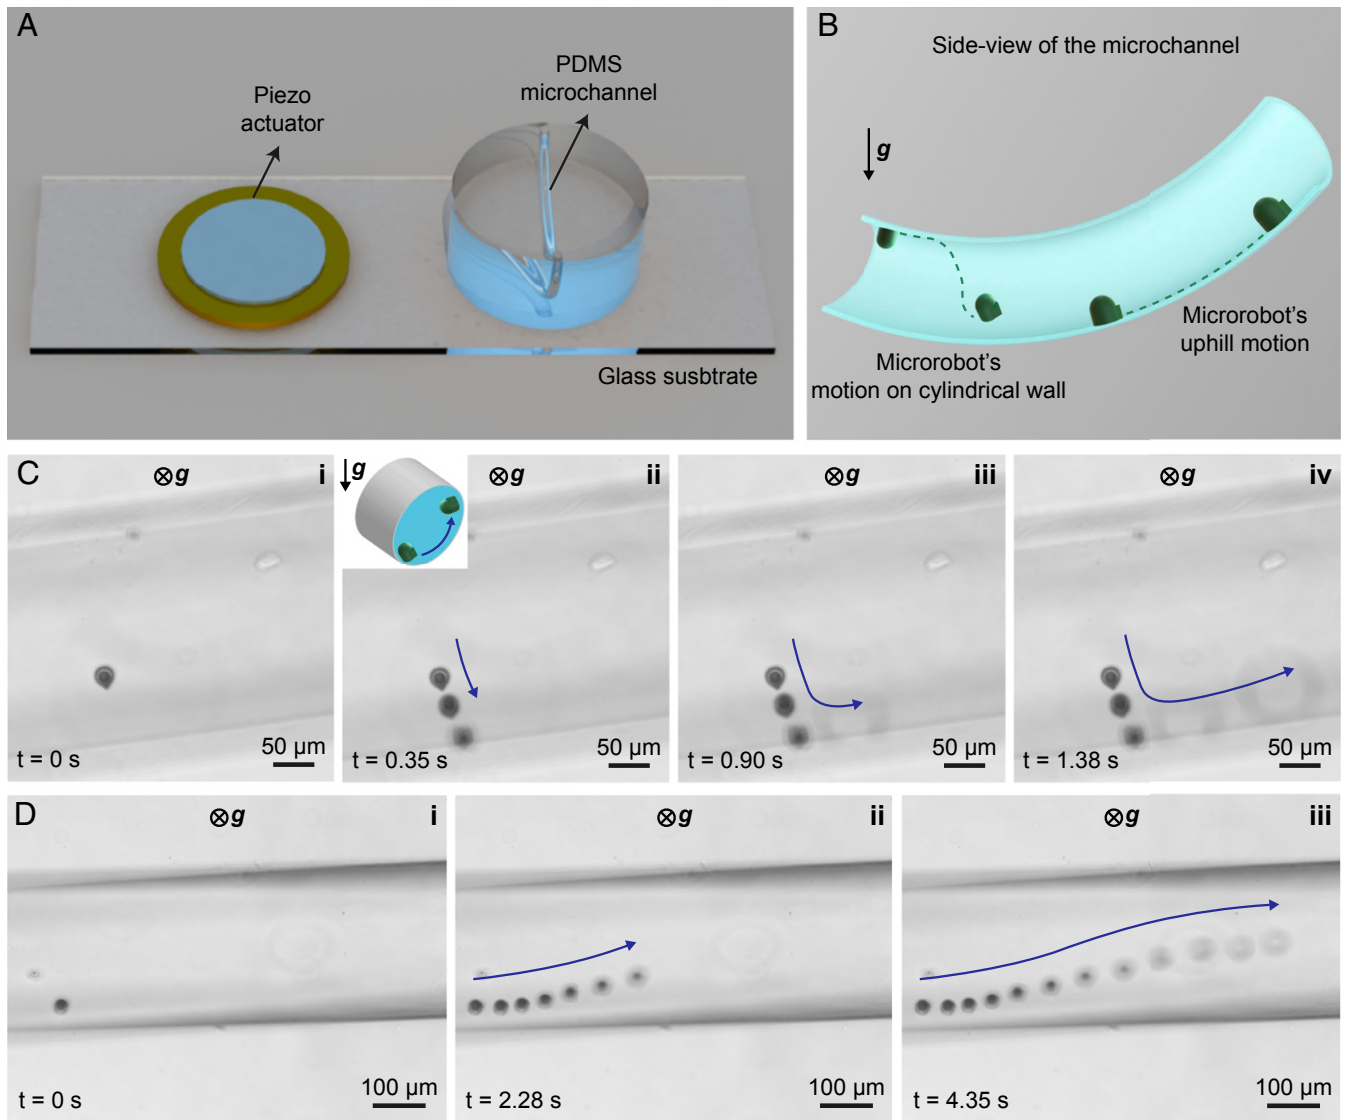 A
Piezo
actuator
PDMS
microchannel
Glass susbtrate
B
Side-view of the microchannel
g
Microrobot's
motion on cylindrical wall
Microrobot's
uphill motion
C
⊗g
i
t = 0 s
50 µm
g
⊗g
ii
t = 0.35 s
50 µm
⊗g
iii
t = 0.90 s
50 µm
⊗g
iv
t = 1.38 s
50 µm
D
⊗g
i
t = 0 s
100 µm
⊗g
ii
t = 2.28 s
100 µm
⊗g
iii
t = 4.35 s
100 µm